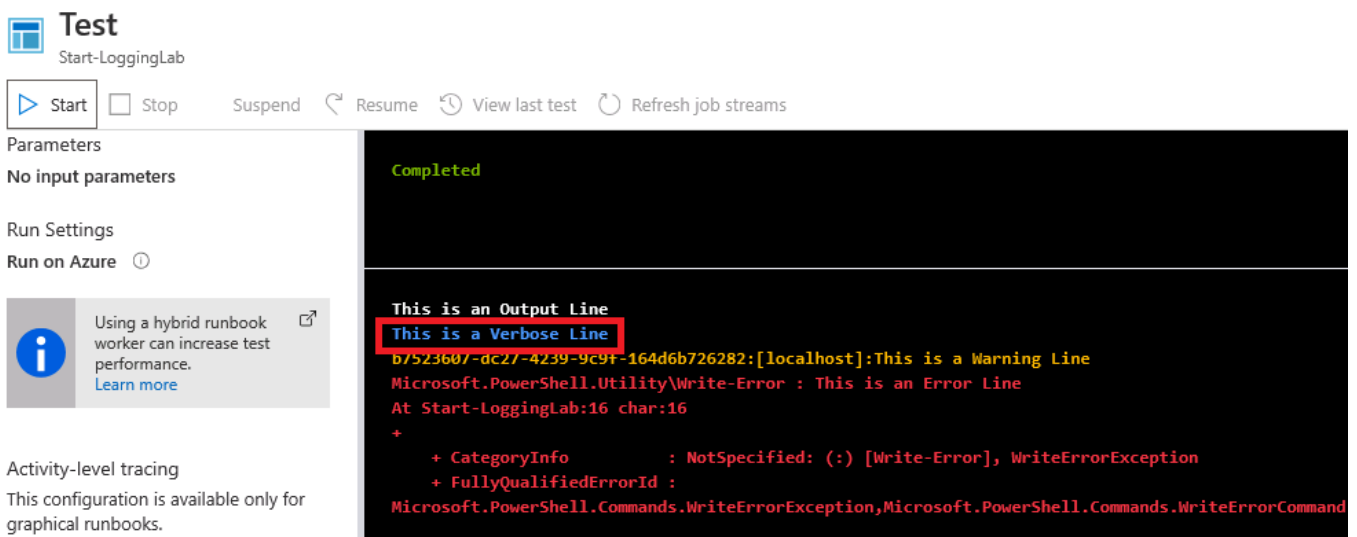 Test
Start-LoggingLab
Start Stop Suspend Resume View last test Refresh job streams
Parameters
No input parameters
Run Settings
Run on Azure
Using a hybrid runbook
worker can increase test
performance.
Learn more
Activity-level tracing
This configuration is available only for
graphical runbooks.
Completed
This is an Output Line
This is a Verbose Line
b7523607-dc27-4239-9c9f-164d6b726282:[localhost]:This is a Warning Line
Microsoft.PowerShell.Utility\Write-Error : This is an Error Line
At Start-LoggingLab:16 char:16
+
+ CategoryInfo : NotSpecified: (:) [Write-Error], WriteErrorException
+ FullyQualifiedErrorId :
Microsoft.PowerShell.Commands.WriteErrorException,Microsoft.PowerShell.Commands.WriteErrorCommand